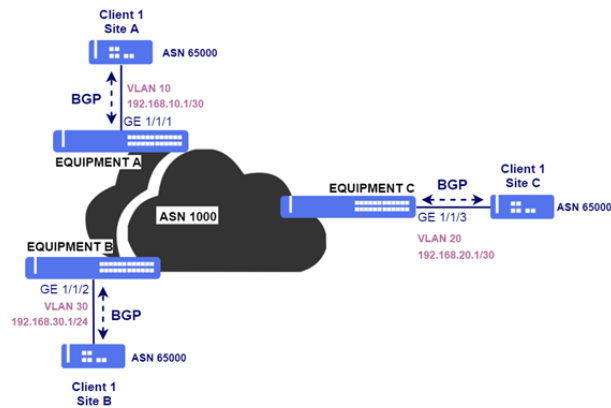 Client 1
Site A
ASN 65000
BGP
VLAN 10
192.168.10.1/30
GE 1/1/1
EQUIPMENT A
ASN 1000
EQUIPMENT C
BGP
Client 1
Site C
ASN 65000
GE 1/1/3
VLAN 20
192.168.20.1/30
EQUIPMENT B
GE 1/1/2
VLAN 30
192.168.30.1/24
BGP
ASN 65000
Client 1
Site B